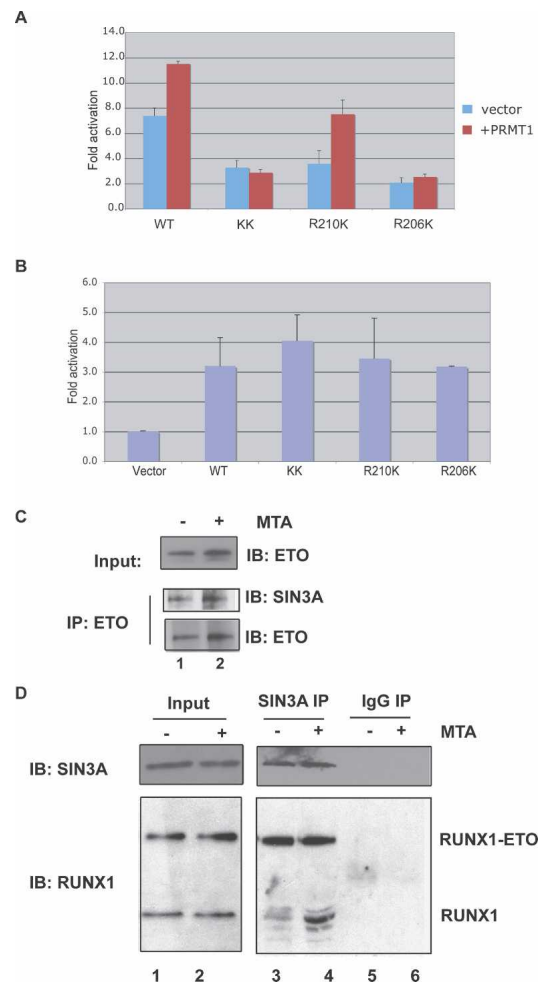 A
14.0
12.0
10.0
8.0
6.0
4.0
2.0
0.0
Fold activation
WT KK R210K R206K
vector
+PRMT1
B
6.0
5.0
4.0
3.0
2.0
1.0
0.0
Fold activation
Vector WT KK R210K R206K
C
- + MTA
Input: IB: ETO
IP: ETO
IB: SIN3A
IB: ETO
1 2
D
Input SIN3A IP IgG IP
- + - + - + MTA
IB: SIN3A
IB: RUNX1
RUNX1-ETO
RUNX1
1 2 3 4 5 6